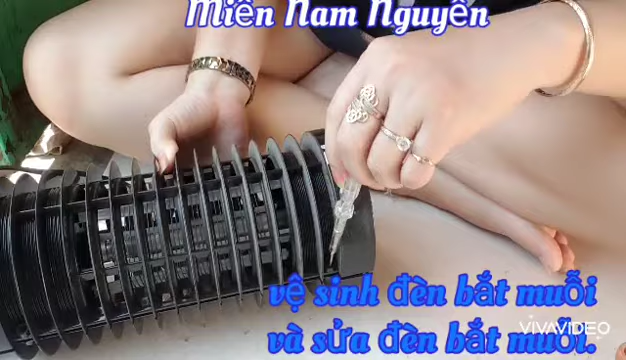 Miền Nam Nguyễn
vệ sinh đèn bắt muỗi
và sửa đèn bắt muỗi.
VIVAVIDEO